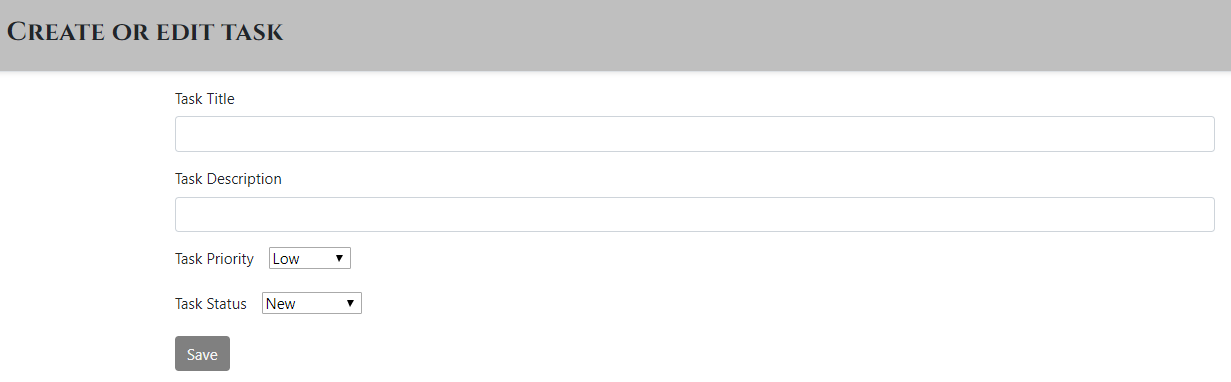 Create or edit task
Task Title
Task Description
Task Priority Low
Task Status New
Save